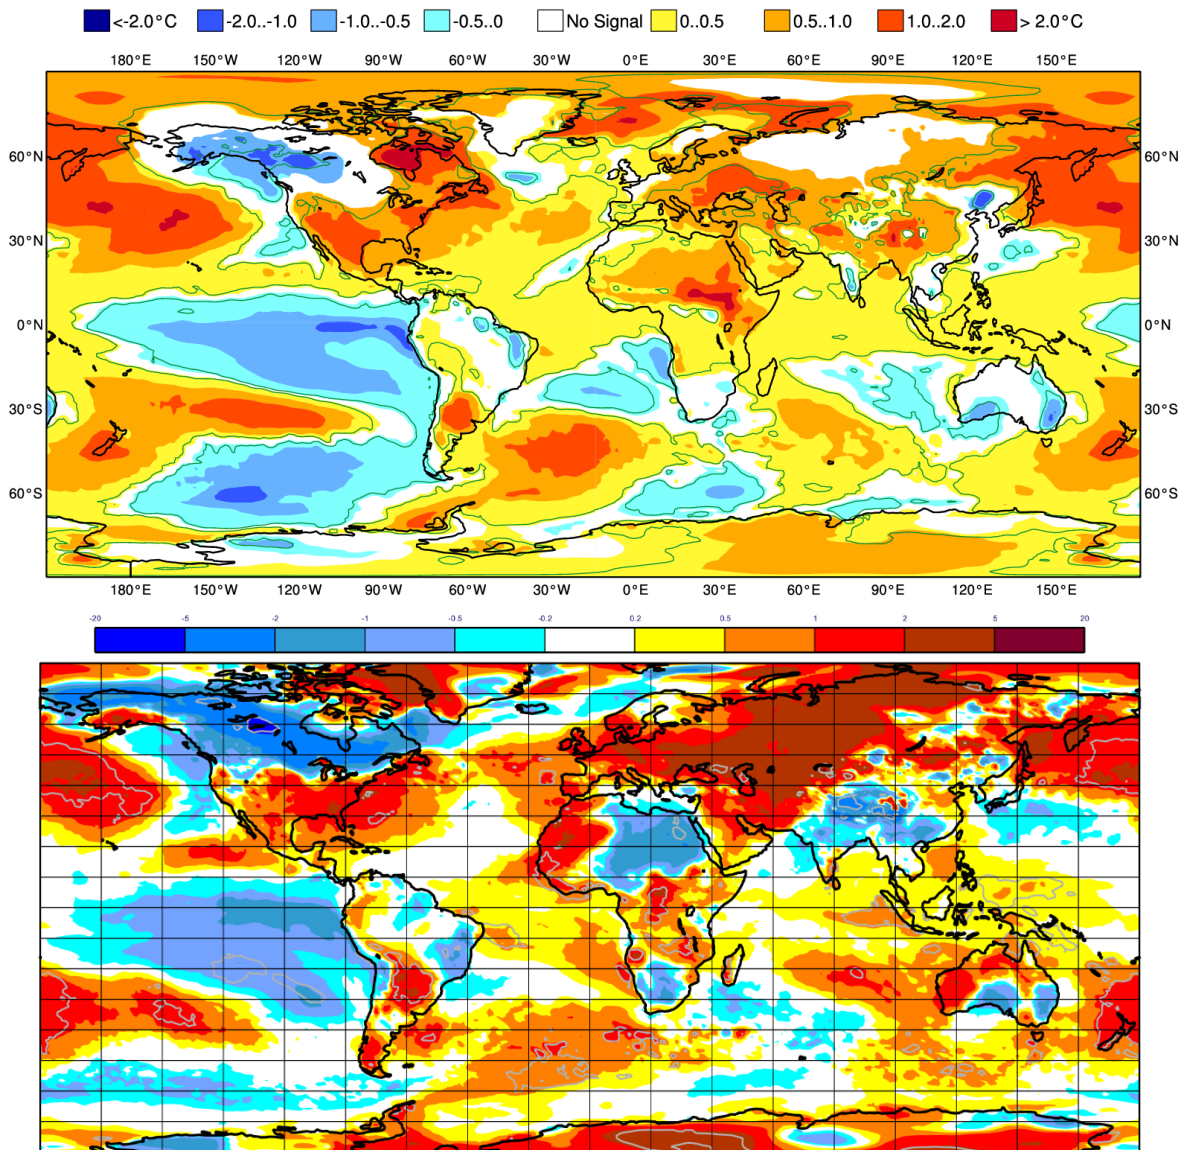 <-2.0°C -2.0..-1.0 -1.0..-0.5 -0.5..0 No Signal 0..0.5 0.5..1.0 1.0..2.0 > 2.0°C
180°E 150°W 120°W 90°W 60°W 30°W 0°E 30°E 60°E 90°E 120°E 150°E
60°N 60°N
30°N 30°N
0°N 0°N
30°S 30°S
60°S 60°S
180°E 150°W 120°W 90°W 60°W 30°W 0°E 30°E 60°E 90°E 120°E 150°E
-20 -5 -2 -1 -0.5 -0.2 0.2 0.5 1 2 5 20